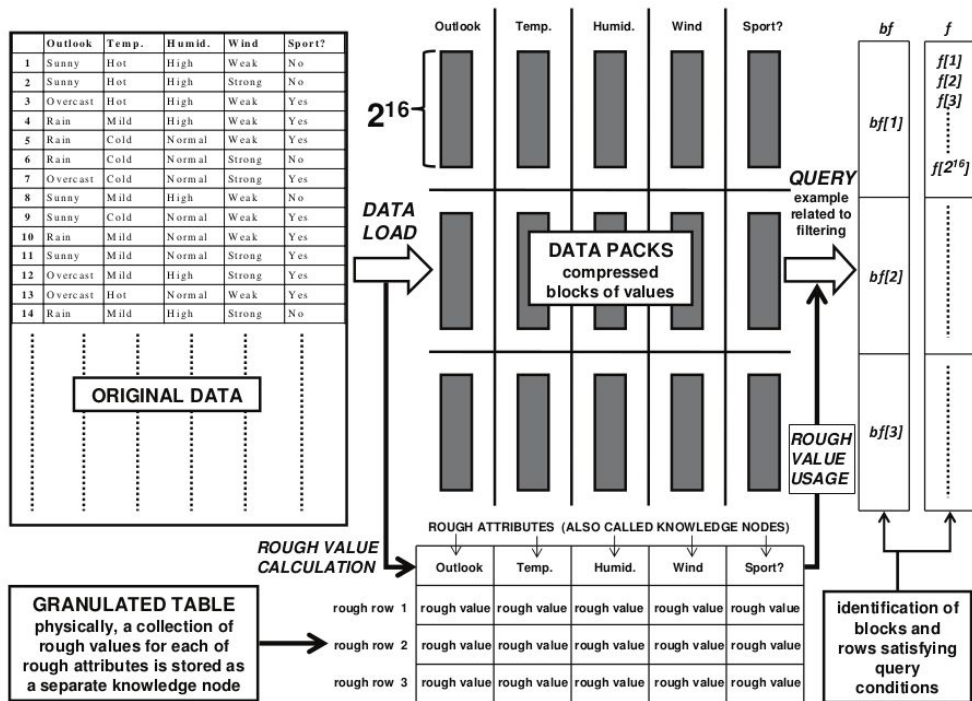 Outlook Temp. Humid. Wind Sport?
1 Sunny Hot High Weak No
2 Sunny Hot High Strong No
3 Overcast Hot High Weak Yes
4 Rain Mild High Weak Yes
5 Rain Cold Normal Weak Yes
6 Rain Cold Normal Strong No
7 Overcast Cold Normal Strong Yes
8 Sunny Mild High Weak No
9 Sunny Cold Normal Weak Yes
10 Rain Mild Normal Weak Yes
11 Sunny Mild Normal Strong Yes
12 Overcast Mild High Strong Yes
13 Overcast Hot Normal Weak Yes
14 Rain Mild High Strong No
ORIGINAL DATA
DATA
LOAD
Outlook Temp. Humid. Wind Sport?
2^16
DATA PACKS
compressed
blocks of values
QUERY
example
related to
filtering
bf f
bf[1]
bf[2]
bf[3]
f[1]
f[2]
f[3]
f[2^16]
ROUGH
VALUE
USAGE
ROUGH VALUE
CALCULATION
ROUGH ATTRIBUTES (ALSO CALLED KNOWLEDGE NODES)
Outlook Temp. Humid. Wind Sport?
rough row 1 rough value rough value rough value rough value rough value
rough row 2 rough value rough value rough value rough value rough value
rough row 3 rough value rough value rough value rough value rough value
GRANULATED TABLE
physically, a collection of
rough values for each of
rough attributes is stored as
a separate knowledge node
identification of
blocks and
rows satisfying
query
conditions